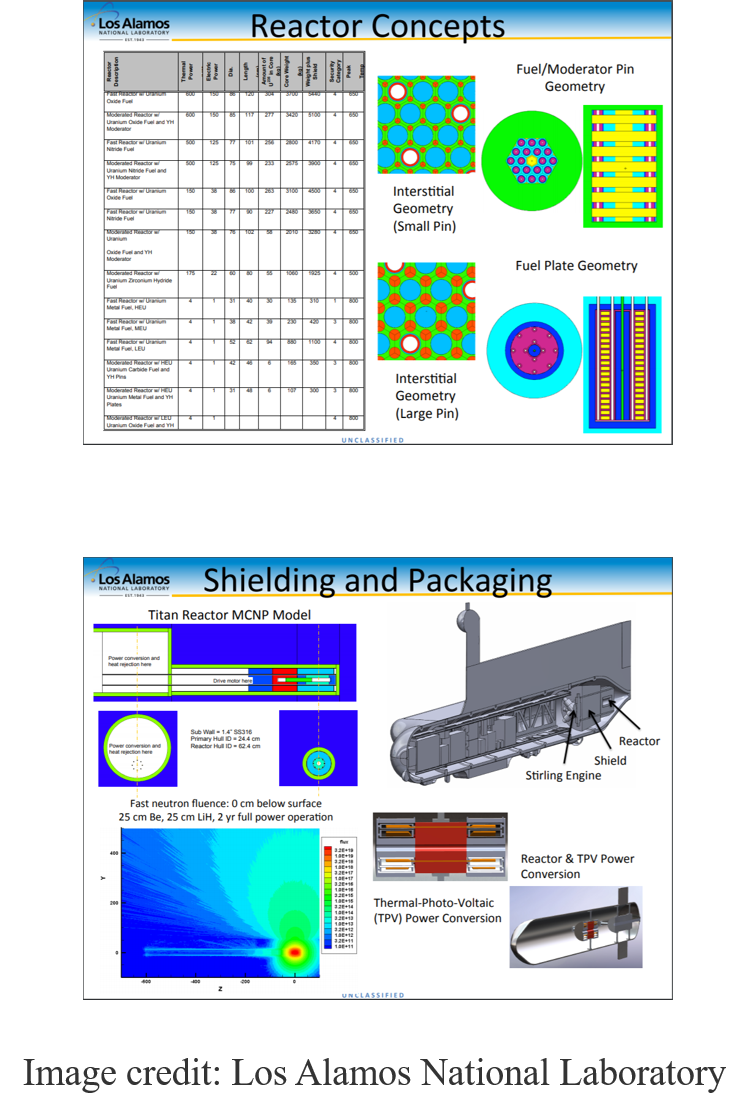 Los Alamos
NATIONAL LABORATORY
EST. 1943
Reactor Concepts
Reactor Description
Thermal Power
Electric Power
Dia.
Length
Amount of U in Core (kg)
Core Weight (kg)
Weight plus Shield
Security Category
Peak Temp
Fast Reactor w/ Uranium Oxide Fuel 600 150 86 120 304 3700 5440 4 650
Moderated Reactor w/ Uranium Oxide Fuel and YH Moderator 600 150 85 117 277 3420 5100 4 650
Fast Reactor w/ Uranium Nitride Fuel 500 125 77 101 256 2800 4170 4 650
Moderated Reactor w/ Uranium Nitride Fuel and YH Moderator 500 125 75 99 233 2575 3900 4 650
Fast Reactor w/ Uranium Oxide Fuel 150 38 86 100 263 3100 4500 4 650
Fast Reactor w/ Uranium Nitride Fuel 150 38 77 90 227 2480 3650 4 650
Moderated Reactor w/ Uranium Oxide Fuel and YH Moderator 150 38 76 102 58 2010 3280 4 650
Moderated Reactor w/ Uranium Zirconium Hydride Fuel 175 22 60 80 55 1060 1925 4 500
Fast Reactor w/ Uranium Metal Fuel, HEU 4 1 31 40 30 135 310 1 800
Fast Reactor w/ Uranium Metal Fuel, MEU 4 1 38 42 39 230 420 3 800
Fast Reactor w/ Uranium Metal Fuel, LEU 4 1 52 62 94 880 1100 4 800
Moderated Reactor w/ HEU Uranium Carbide Fuel and YH Pins 4 1 42 46 6 165 350 3 800
Moderated Reactor w/ HEU Uranium Metal Fuel and YH Plates 4 1 31 48 6 107 300 3 800
Moderated Reactor w/ LEU Uranium Oxide Fuel and YH 4 1 4 800
Fuel/Moderator Pin
Geometry
Interstitial
Geometry
(Small Pin)
Fuel Plate Geometry
Interstitial
Geometry
(Large Pin)
UNCLASSIFIED
Los Alamos
NATIONAL LABORATORY
EST. 1943
Shielding and Packaging
Titan Reactor MCNP Model
Power conversion and
heat rejection here
Drive motor here
Power conversion and
heat rejection here
Sub Wall = 1.4" SS316
Primary Hull ID = 24.4 cm
Reactor Hull ID = 62.4 cm
Reactor
Shield
Stirling Engine
Fast neutron fluence: 0 cm below surface
25 cm Be, 25 cm LiH, 2 yr full power operation
flux
3.2E+19
1.0E+19
3.2E+18
1.0E+18
3.2E+17
1.0E+17
3.2E+16
1.0E+16
3.2E+15
1.0E+15
3.2E+14
1.0E+14
3.2E+13
1.0E+13
3.2E+12
1.0E+12
3.2E+11
1.0E+11
Y
400
200
0
-600
-400
-200
0
Z
Reactor & TPV Power
Conversion
Thermal-Photo-Voltaic
(TPV) Power Conversion
UNCLASSIFIED
Image credit: Los Alamos National Laboratory